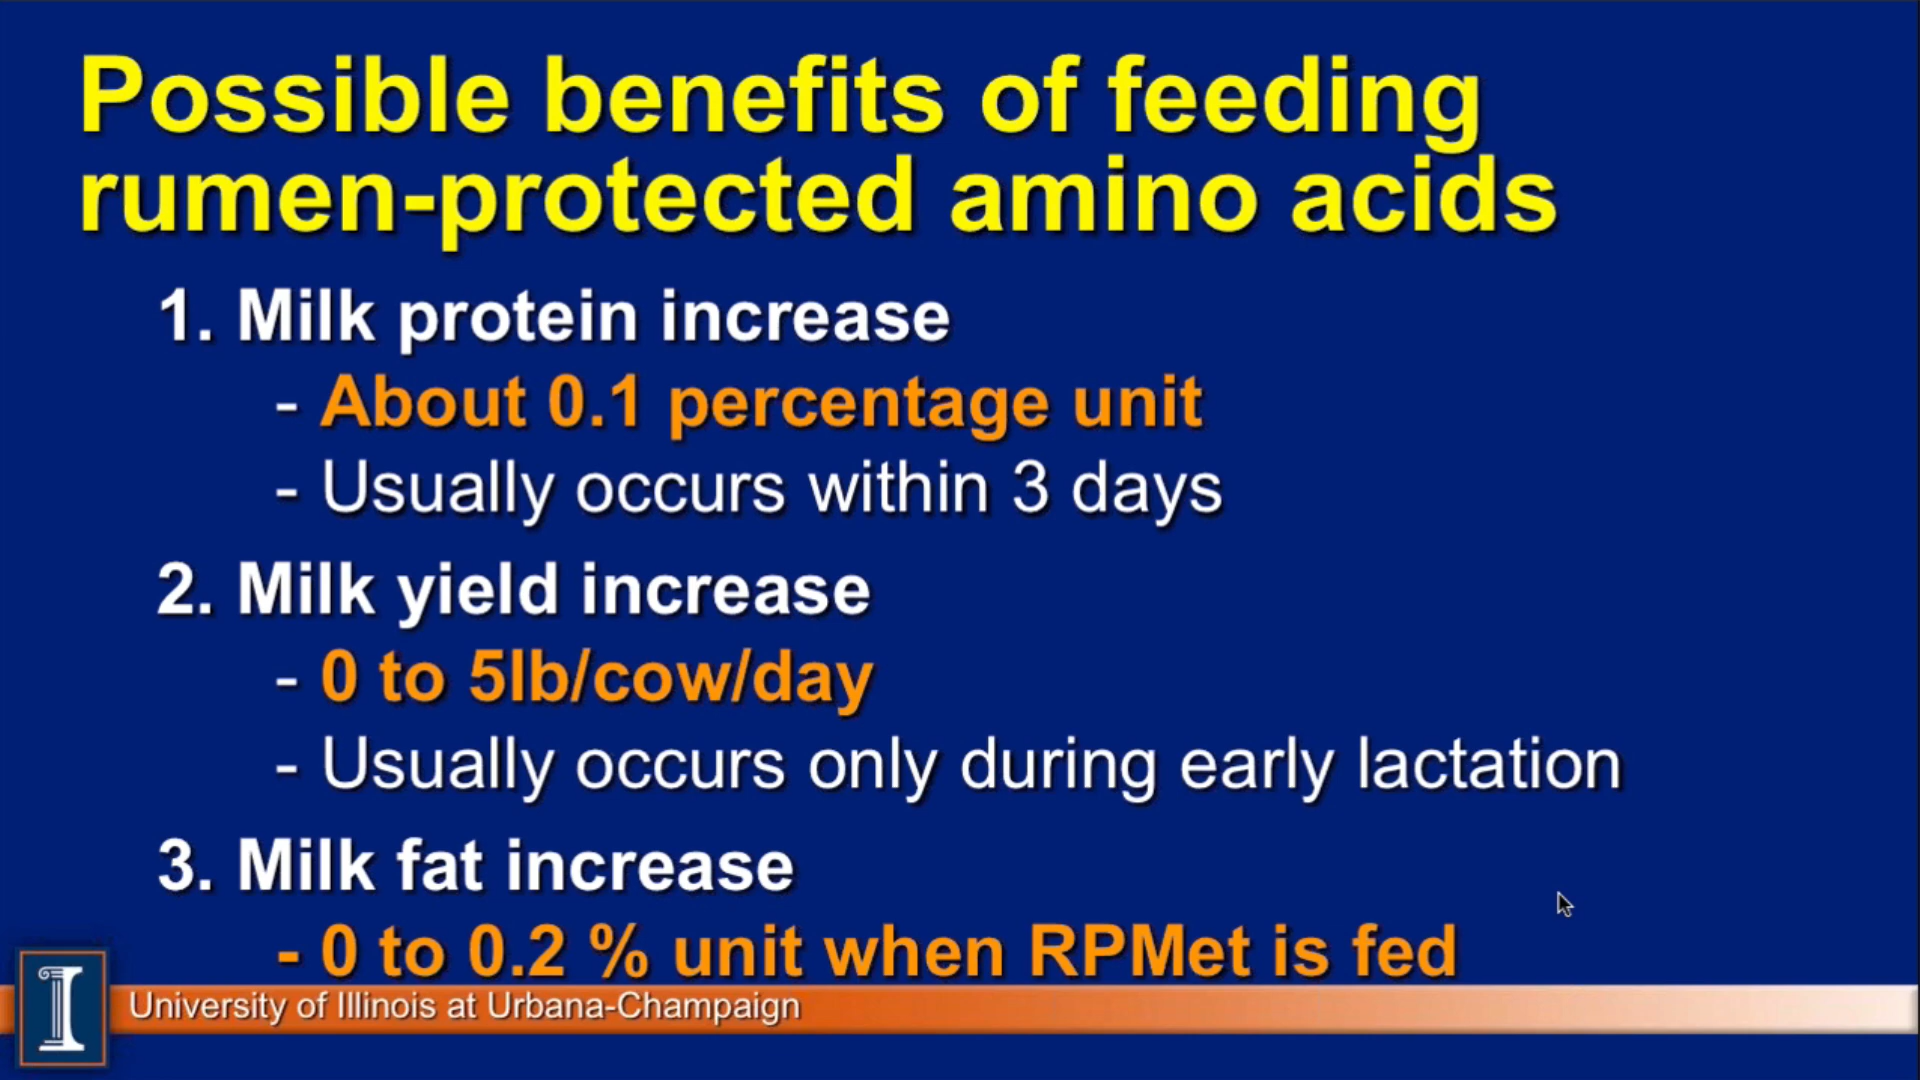 Possible benefits of feeding
rumen-protected amino acids
1. Milk protein increase
- About 0.1 percentage unit
- Usually occurs within 3 days
2. Milk yield increase
- 0 to 5lb/cow/day
- Usually occurs only during early lactation
3. Milk fat increase
- 0 to 0.2 % unit when RPMet is fed
I
University of Illinois at Urbana-Champaign